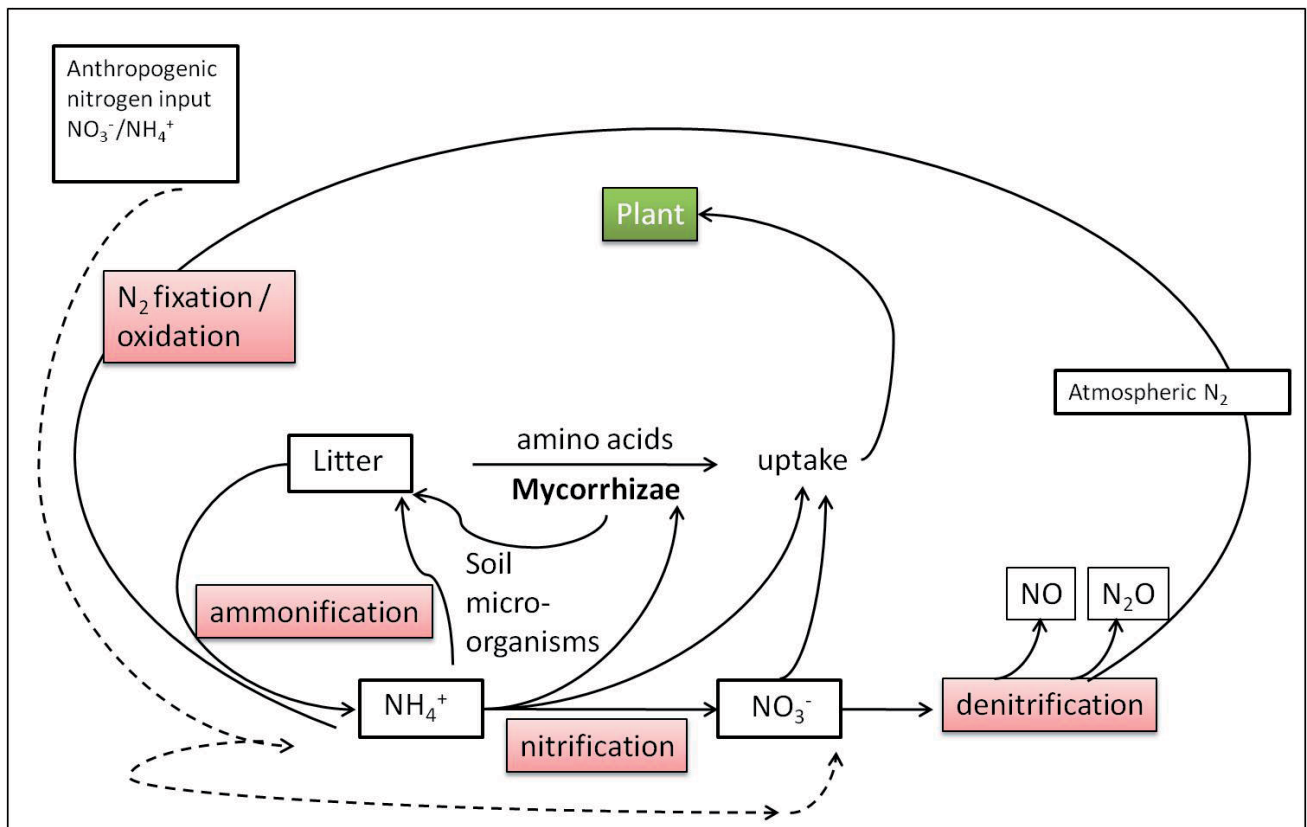 Anthropogenic
nitrogen input
NO₃⁻/NH₄⁺
Plant
N₂ fixation /
oxidation
Atmospheric N₂
amino acids
Litter
uptake
Mycorrhizae
Soil
micro-
organisms
ammonification
NO
N₂O
NH₄⁺
NO₃⁻
denitrification
nitrification